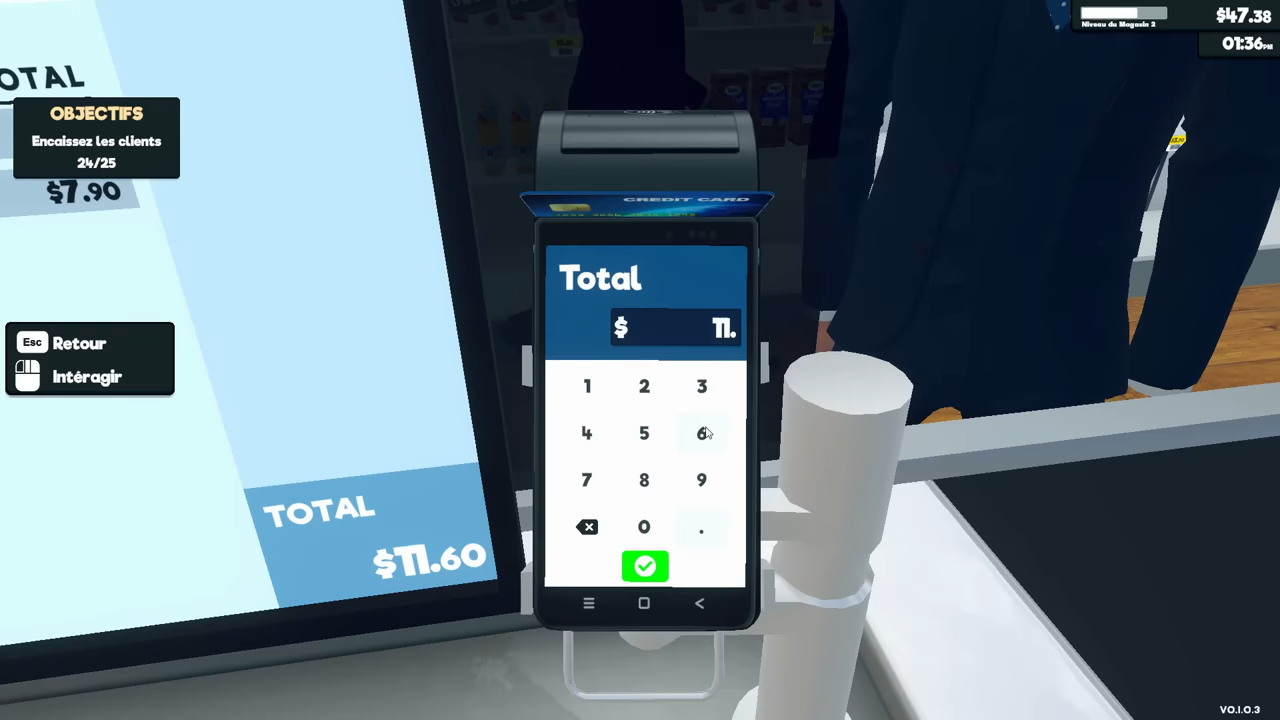 $47.38
Niveau du Magasin 2
01:36PM
OTAL
OBJECTIFS
Encaissez les clients
24/25
$7.90
CREDIT CARD
Total
$ 11.
1 2 3
4 5 6
7 8 9
0 .
Esc Retour
Intéragir
TOTAL
$11.60
V0.1.0.3